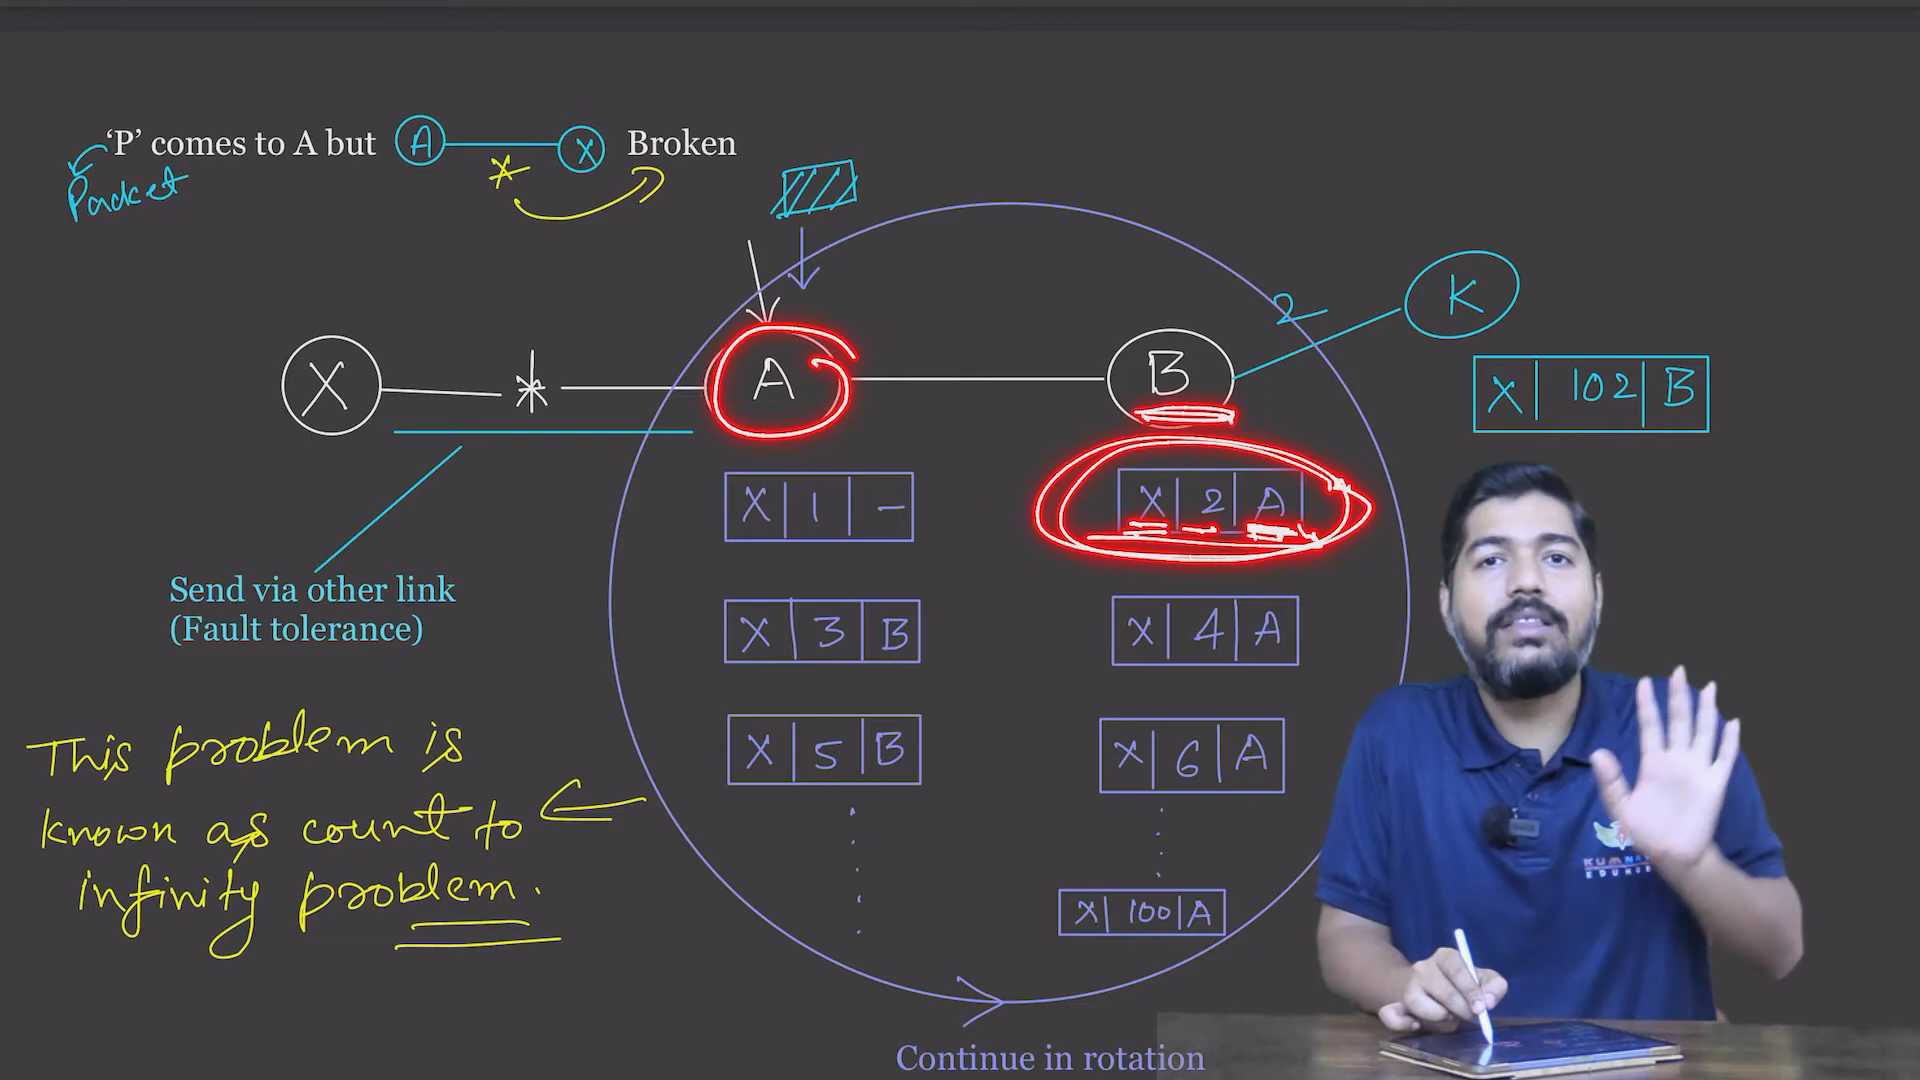 ‘P’ comes to A but A X Broken
Packet
X A B K
2
X | 102 | B
X | 1 | –
X | 2 | A
X | 3 | B
X | 4 | A
X | 5 | B
X | 6 | A
X | 100 | A
Send via other link
(Fault tolerance)
This problem is
known as count to
infinity problem.
Continue in rotation